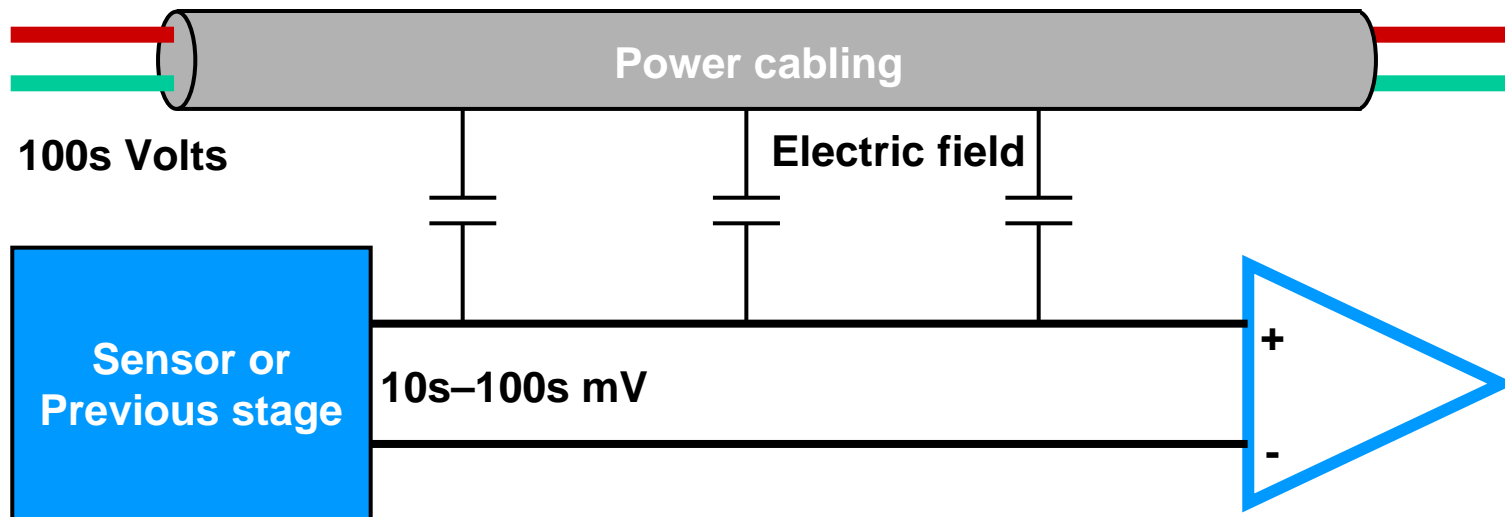 Power cabling
100s Volts
Electric field
Sensor or
Previous stage
10s–100s mV
+
-